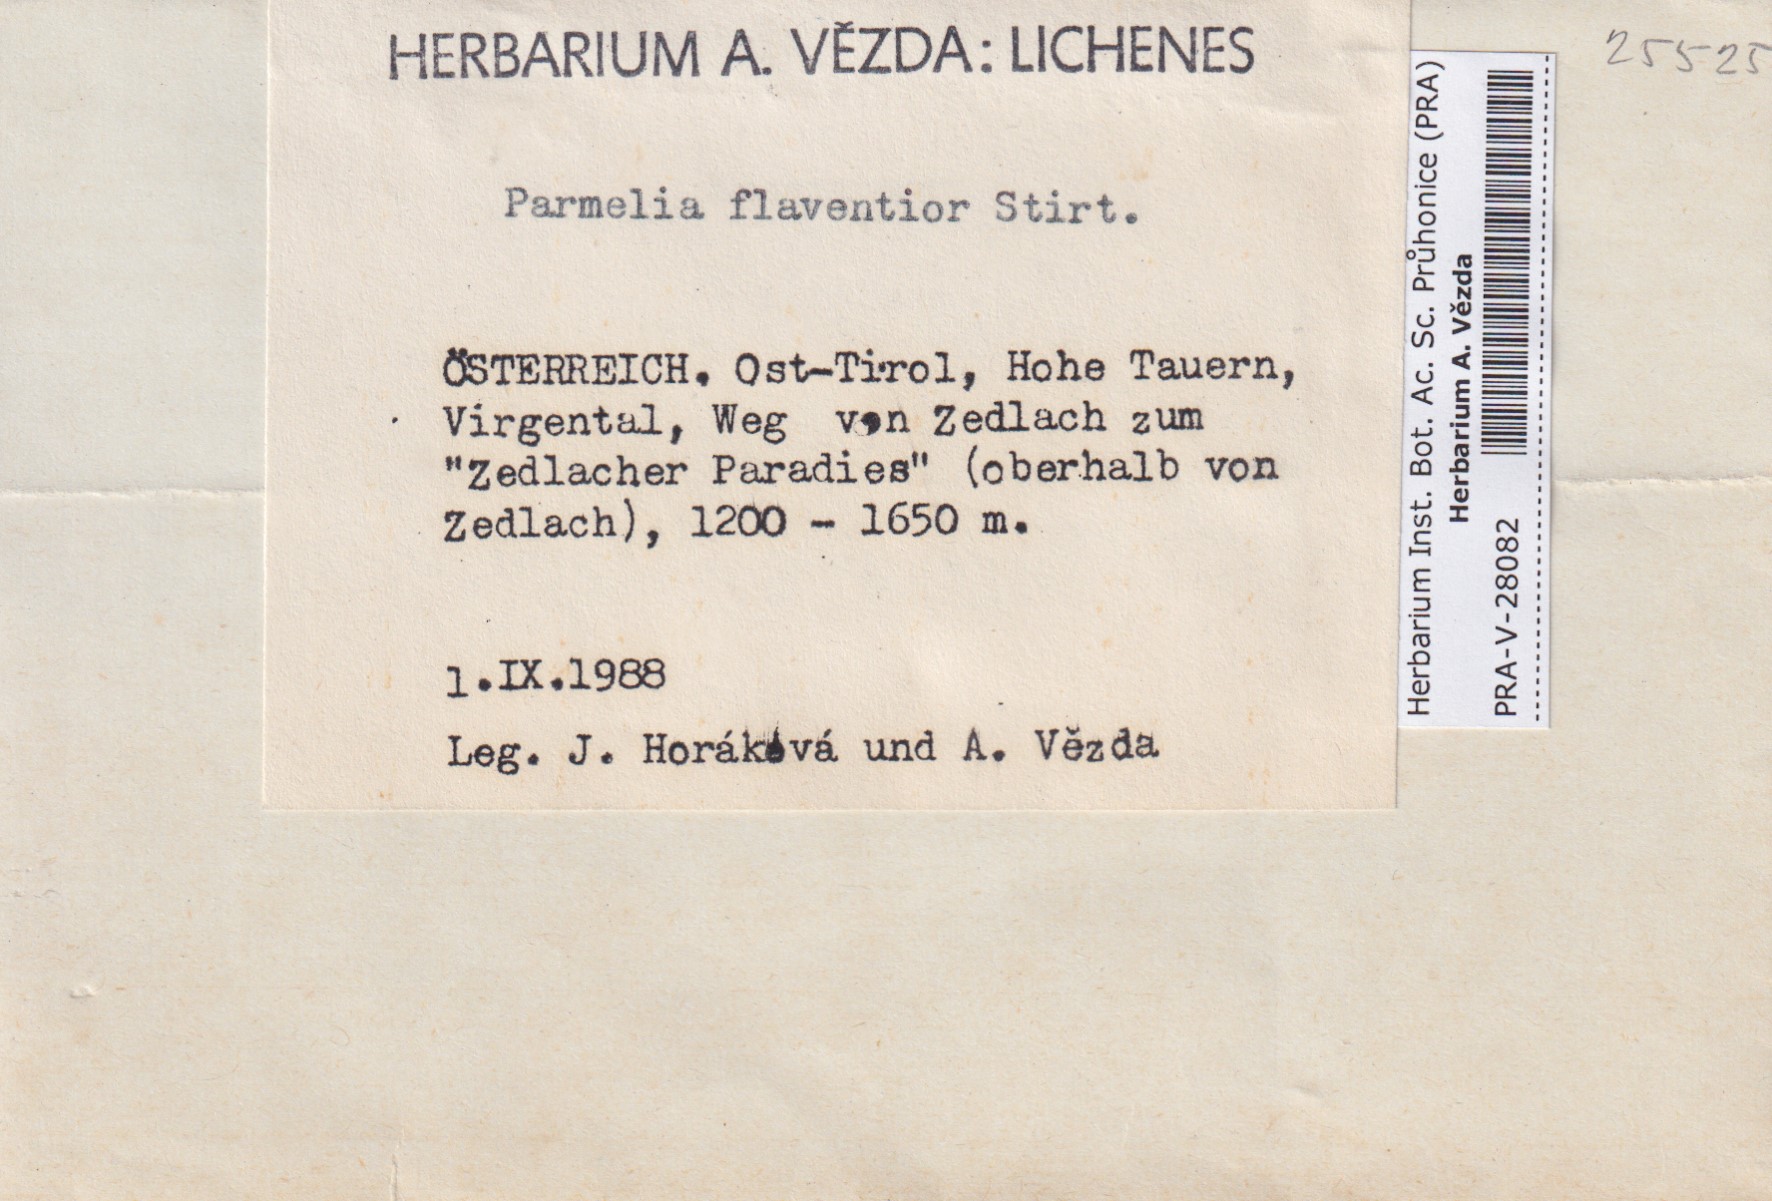 HERBARIUM A. VĚZDA: LICHENES
25525
Parmelia flaventior Stirt.
ÖSTERREICH. Ost-Tirol, Hohe Tauern,
Virgental, Weg von Zedlach zum
"Zedlacher Paradies" (oberhalb von
Zedlach), 1200 - 1650 m.
1.IX.1988
Leg. J. Horáková und A. Vězda
Herbarium Inst. Bot. Ac. Sc. Průhonice (PRA)
Herbarium A. Vězda
PRA-V-28082